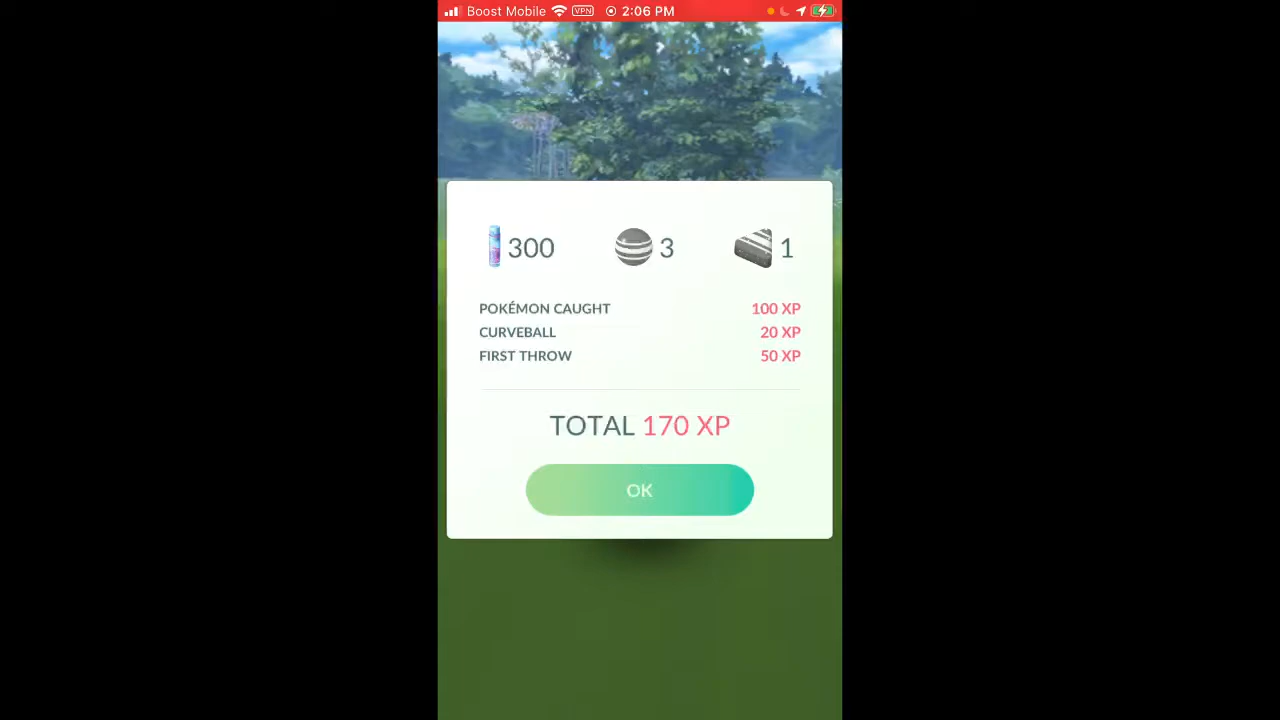 Boost Mobile VPN 2:06 PM
300 3 1
POKÉMON CAUGHT 100 XP
CURVEBALL 20 XP
FIRST THROW 50 XP
TOTAL 170 XP
OK